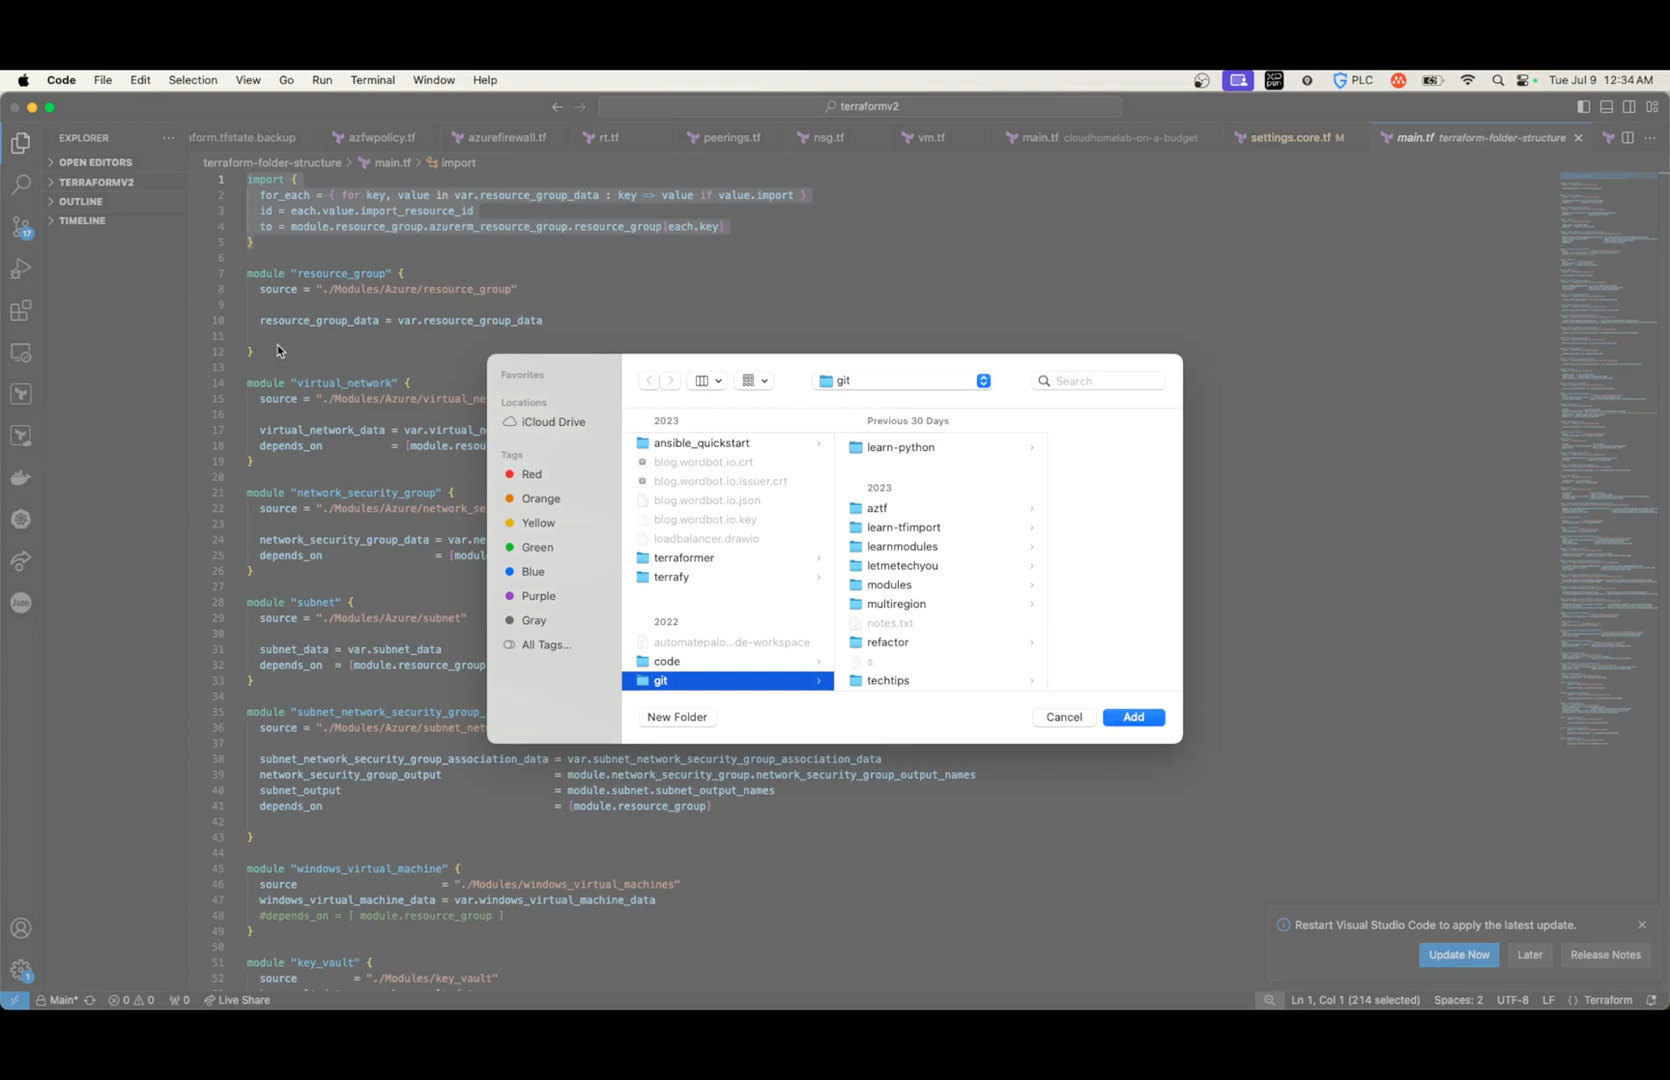 Code File Edit Selection View Go Run Terminal Window Help
PLC Tue Jul 9 12:34 AM
terraformv2
EXPLORER
OPEN EDITORS
TERRAFORMV2
OUTLINE
TIMELINE
17
1
form.tfstate.backup azfwpolicy.tf azurefirewall.tf rt.tf peerings.tf nsg.tf vm.tf main.tf cloudhomelab-on-a-budget settings.core.tf M main.tf terraform-folder-structure
terraform-folder-structure > main.tf > import
1 import {
2 for_each = { for key, value in var.resource_group_data : key => value if value.import }
3 id = each.value.import_resource_id
4 to = module.resource_group.azurerm_resource_group.resource_group[each.key]
5 }
6
7 module "resource_group" {
8 source = "./Modules/Azure/resource_group"
9
10 resource_group_data = var.resource_group_data
11
12 }
13
14 module "virtual_network" {
15 source = "./Modules/Azure/virtual_ne
16
17 virtual_network_data = var.virtual_n
18 depends_on = [module.resou
19 }
20
21 module "network_security_group" {
22 source = "./Modules/Azure/network_se
23
24 network_security_group_data = var.ne
25 depends_on = [modul
26 }
27
28 module "subnet" {
29 source = "./Modules/Azure/subnet"
30
31 subnet_data = var.subnet_data
32 depends_on = [module.resource_group
33 }
34
35 module "subnet_network_security_group_
36 source = "./Modules/Azure/subnet_net
37
38 subnet_network_security_group_association_data = var.subnet_network_security_group_association_data
39 network_security_group_output = module.network_security_group.network_security_group_output_names
40 subnet_output = module.subnet.subnet_output_names
41 depends_on = [module.resource_group]
42
43 }
44
45 module "windows_virtual_machine" {
46 source = "./Modules/windows_virtual_machines"
47 windows_virtual_machine_data = var.windows_virtual_machine_data
48 #depends_on = [ module.resource_group ]
49 }
50
51 module "key_vault" {
52 source = "./Modules/key_vault"
Favorites
Locations
iCloud Drive
Tags
Red
Orange
Yellow
Green
Blue
Purple
Gray
All Tags...
git
Search
2023
ansible_quickstart
blog.wordbot.io.crt
blog.wordbot.io.issuer.crt
blog.wordbot.io.json
blog.wordbot.io.key
loadbalancer.drawio
terraformer
terrafy
2022
automatepalo...de-workspace
code
git
Previous 30 Days
learn-python
2023
aztf
learn-tfimport
learnmodules
letmetechyou
modules
multiregion
notes.txt
refactor
s
techtips
New Folder
Cancel
Add
Restart Visual Studio Code to apply the latest update.
Update Now
Later
Release Notes
Main* 0 0 0 Live Share
Ln 1, Col 1 (214 selected) Spaces: 2 UTF-8 LF {} Terraform
Json